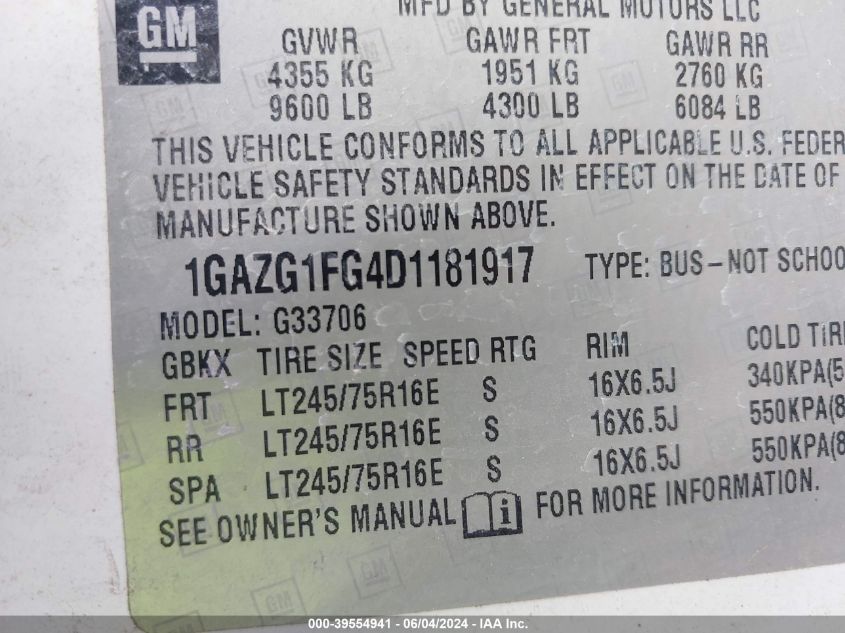 GM
MFD BY GENERAL MOTORS LLC
GVWR GAWR FRT GAWR RR
4355 KG 1951 KG 2760 KG
9600 LB 4300 LB 6084 LB
THIS VEHICLE CONFORMS TO ALL APPLICABLE U.S. FEDER
VEHICLE SAFETY STANDARDS IN EFFECT ON THE DATE OF
MANUFACTURE SHOWN ABOVE.
1GAZG1FG4D1181917 TYPE: BUS-NOT SCHOO
MODEL: G33706
GBKX TIRE SIZE SPEED RTG RIM COLD TIR
FRT LT245/75R16E S 16X6.5J 340KPA(5
RR LT245/75R16E S 16X6.5J 550KPA(8
SPA LT245/75R16E S 16X6.5J 550KPA(8
SEE OWNER'S MANUAL i FOR MORE INFORMATION.
000-39554941 - 06/04/2024 - IAA Inc.